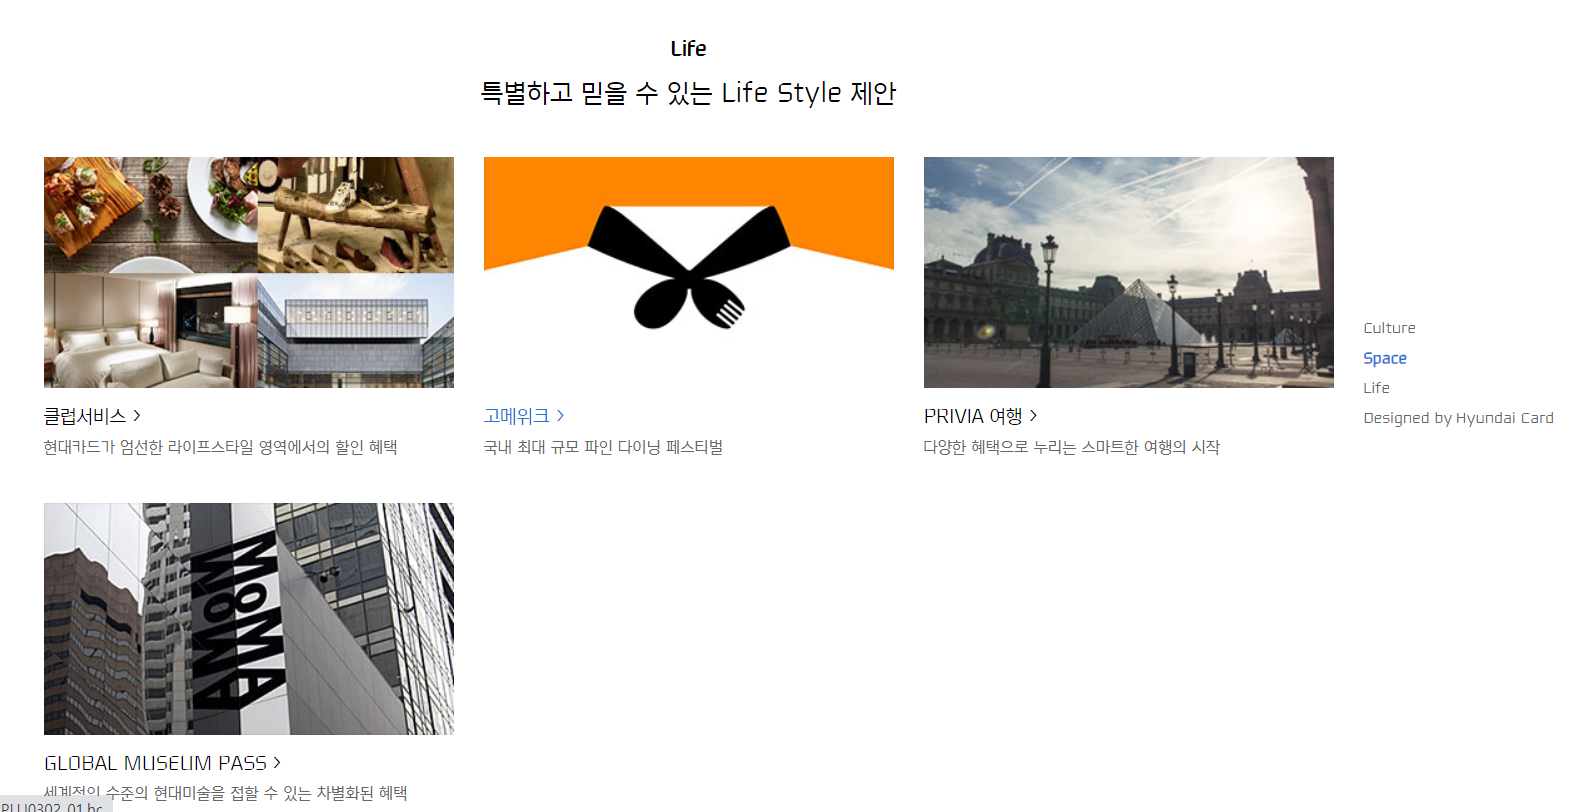 Life
특별하고 믿을 수 있는 Life Style 제안
클럽서비스 >
현대카드가 엄선한 라이프스타일 영역에서의 할인 혜택
고메위크 >
국내 최대 규모 파인 다이닝 페스티벌
PRIVIA 여행 >
다양한 혜택으로 누리는 스마트한 여행의 시작
Culture
Space
Life
Designed by Hyundai Card
MoMA
MoMA
GLOBAL MUSEUM PASS >
세계적인 수준의 현대미술을 접할 수 있는 차별화된 혜택